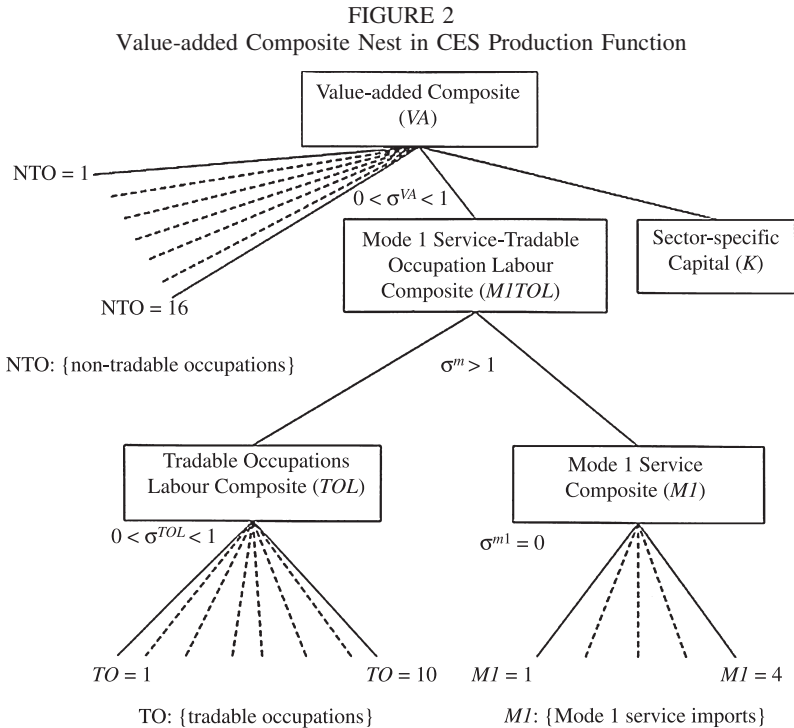 FIGURE 2
Value-added Composite Nest in CES Production Function
Value-added Composite
(VA)
NTO = 1
0 < σ^VA < 1
Mode 1 Service-Tradable
Occupation Labour
Composite (M1TOL)
Sector-specific
Capital (K)
NTO = 16
NTO: {non-tradable occupations}
σ^m > 1
Tradable Occupations
Labour Composite (TOL)
Mode 1 Service
Composite (M1)
0 < σ^TOL < 1
σ^m1 = 0
TO = 1
TO = 10
M1 = 1
M1 = 4
TO: {tradable occupations}
M1: {Mode 1 service imports}